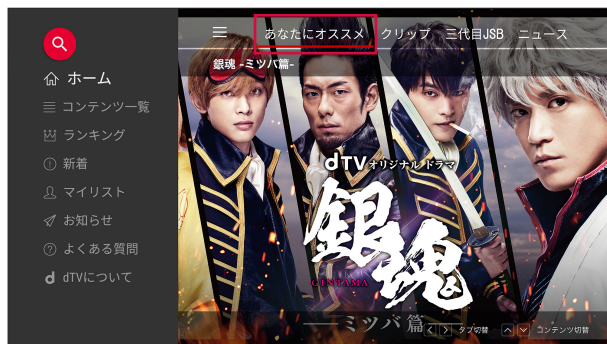 ホーム
コンテンツ一覧
ランキング
新着
マイリスト
お知らせ
よくある質問
dTVについて
あなたにオススメ クリップ 三代目JSB ニュース
銀魂 -ミツバ篇-
dTVオリジナルドラマ
銀魂
GINTAMA
ミツバ篇
タブ切替 コンテンツ切替